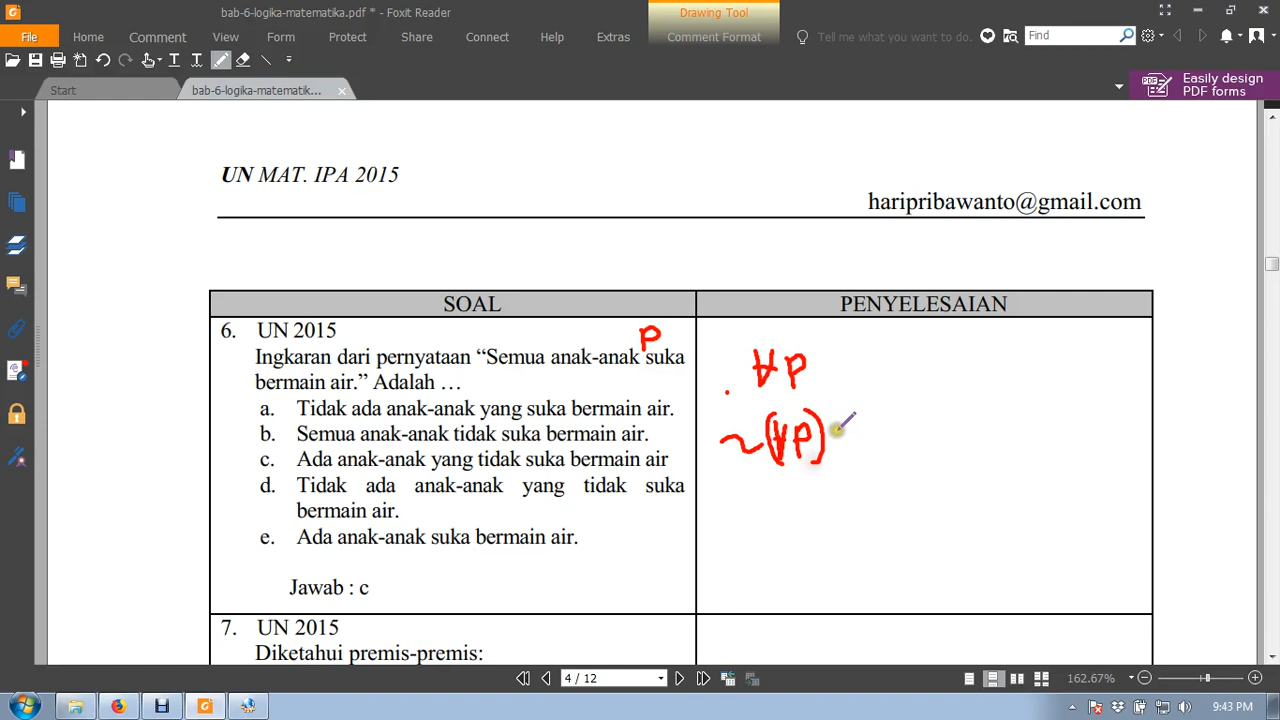 bab-6-logika-matematika.pdf * - Foxit Reader
Drawing Tool
File Home Comment View Form Protect Share Connect Help Extras Comment Format Tell me what you want to do.. Find
Start bab-6-logika-matematik... Easily design
PDF forms
UN MAT. IPA 2015
haripribawanto@gmail.com
SOAL PENYELESAIAN
6. UN 2015
P
Ingkaran dari pernyataan “Semua anak-anak suka
bermain air.” Adalah …
a. Tidak ada anak-anak yang suka bermain air.
b. Semua anak-anak tidak suka bermain air.
c. Ada anak-anak yang tidak suka bermain air
d. Tidak ada anak-anak yang tidak suka
bermain air.
e. Ada anak-anak suka bermain air.
Jawab : c
∀P
~(∀P)
7. UN 2015
Diketahui premis-premis:
4 / 12 162.67%
9:43 PM